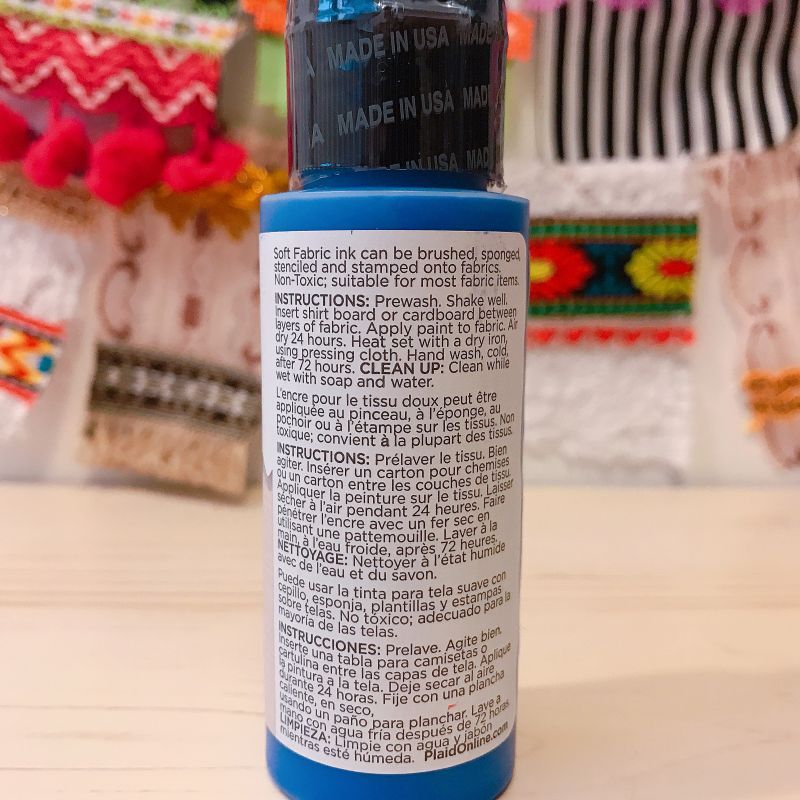 A MADE IN USA MADE
A MADE IN USA MAD
IN USA MADE
Soft Fabric ink can be brushed, sponged,
stenciled and stamped onto fabrics.
Non-Toxic; suitable for most fabric items.
INSTRUCTIONS: Prewash. Shake well.
Insert shirt board or cardboard between
layers of fabric. Apply paint to fabric. Air
dry 24 hours. Heat set with a dry iron,
using pressing cloth. Hand wash, cold,
after 72 hours. CLEAN UP: Clean while
wet with soap and water.
L'encre pour le tissu doux peut être
appliquée au pinceau, à l'éponge, au
pochoir ou à l'étampe sur les tissus. Non
toxique; convient à la plupart des tissus.
INSTRUCTIONS: Prélaver le tissu. Bien
agiter. Insérer un carton pour chemises
ou un carton entre les couches de tissu.
Appliquer la peinture sur le tissu. Laisser
sécher à l'air pendant 24 heures. Faire
pénétrer l'encre avec un fer sec en
utilisant une pattemouille. Laver à la
main, à l'eau froide, après 72 heures.
NETTOYAGE: Nettoyer à l'état humide
avec de l'eau et du savon.
Puede usar la tinta para tela suave con
cepillo, esponja, plantillas y estampas
sobre telas. No tóxico; adecuado para la
mayoría de las telas.
INSTRUCCIONES: Prelave. Agite bien.
Inserte una tabla para camisetas o
cartulina entre las capas de tela. Aplique
la pintura a la tela. Deje secar al aire
durante 24 horas. Fije con una plancha
caliente, en seco,
usando un paño para planchar. Lave a
mano con agua fría después de 72 horas.
LIMPIEZA: Limpie con agua y jabón
mientras esté húmeda. PlaidOnline.com